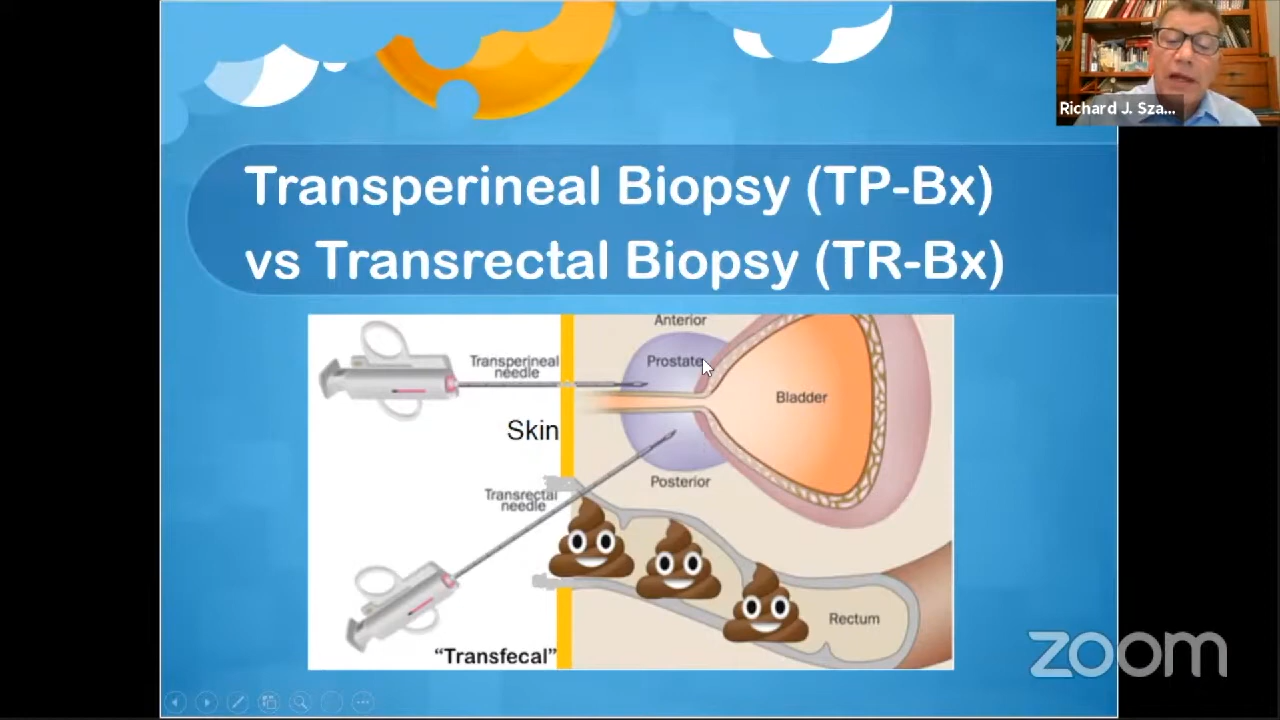 Richard J. Sza...
Transperineal Biopsy (TP-Bx)
vs Transrectal Biopsy (TR-Bx)
Anterior
Transperineal
needle
Prostate
Bladder
Skin
Posterior
Transrectal
needle
Rectum
“Transfecal”
zoom